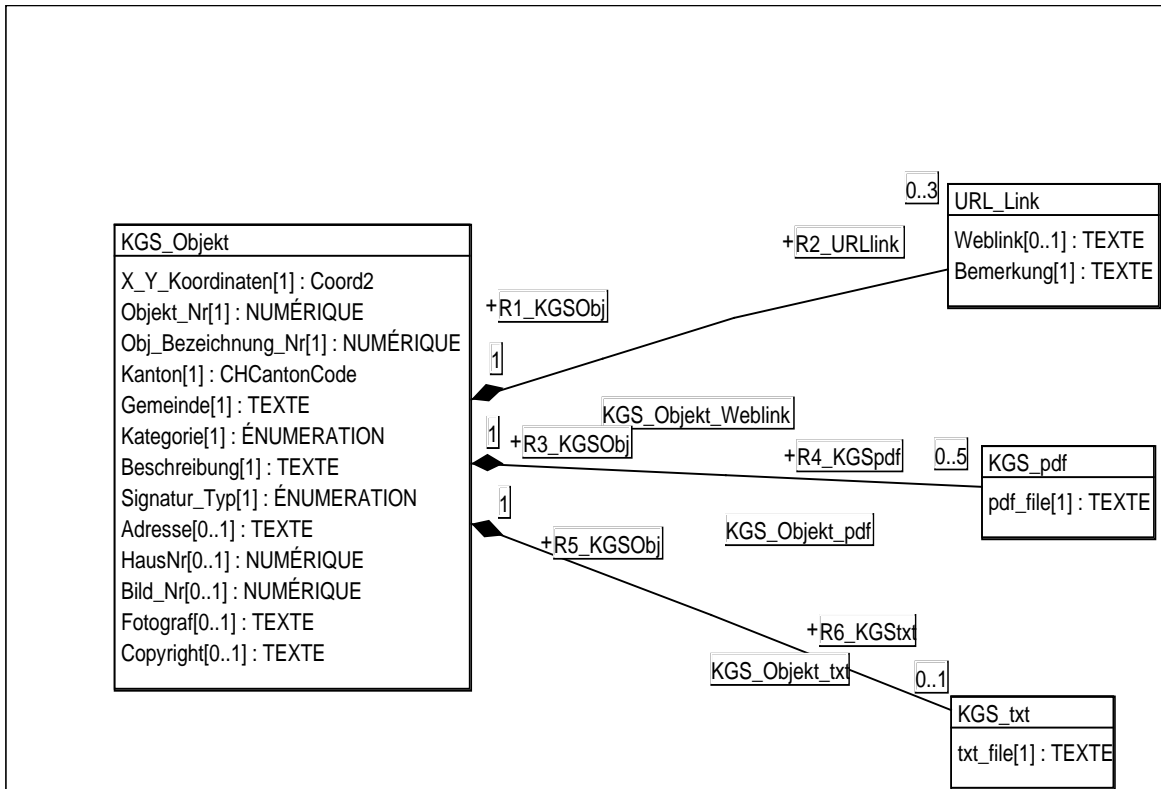 KGS_Objekt
X_Y_Koordinaten[1] : Coord2
Objekt_Nr[1] : NUMÉRIQUE
Obj_Bezeichnung_Nr[1] : NUMÉRIQUE
Kanton[1] : CHCantonCode
Gemeinde[1] : TEXTE
Kategorie[1] : ÉNUMERATION
Beschreibung[1] : TEXTE
Signatur_Typ[1] : ÉNUMERATION
Adresse[0..1] : TEXTE
HausNr[0..1] : NUMÉRIQUE
Bild_Nr[0..1] : NUMÉRIQUE
Fotograf[0..1] : TEXTE
Copyright[0..1] : TEXTE
+R1_KGSObj
1
+R2_URLlink
0..3
URL_Link
Weblink[0..1] : TEXTE
Bemerkung[1] : TEXTE
KGS_Objekt_Weblink
1
+R3_KGSObj
+R4_KGSpdf
0..5
KGS_pdf
pdf_file[1] : TEXTE
KGS_Objekt_pdf
1
+R5_KGSObj
+R6_KGStxt
KGS_Objekt_txt
0..1
KGS_txt
txt_file[1] : TEXTE